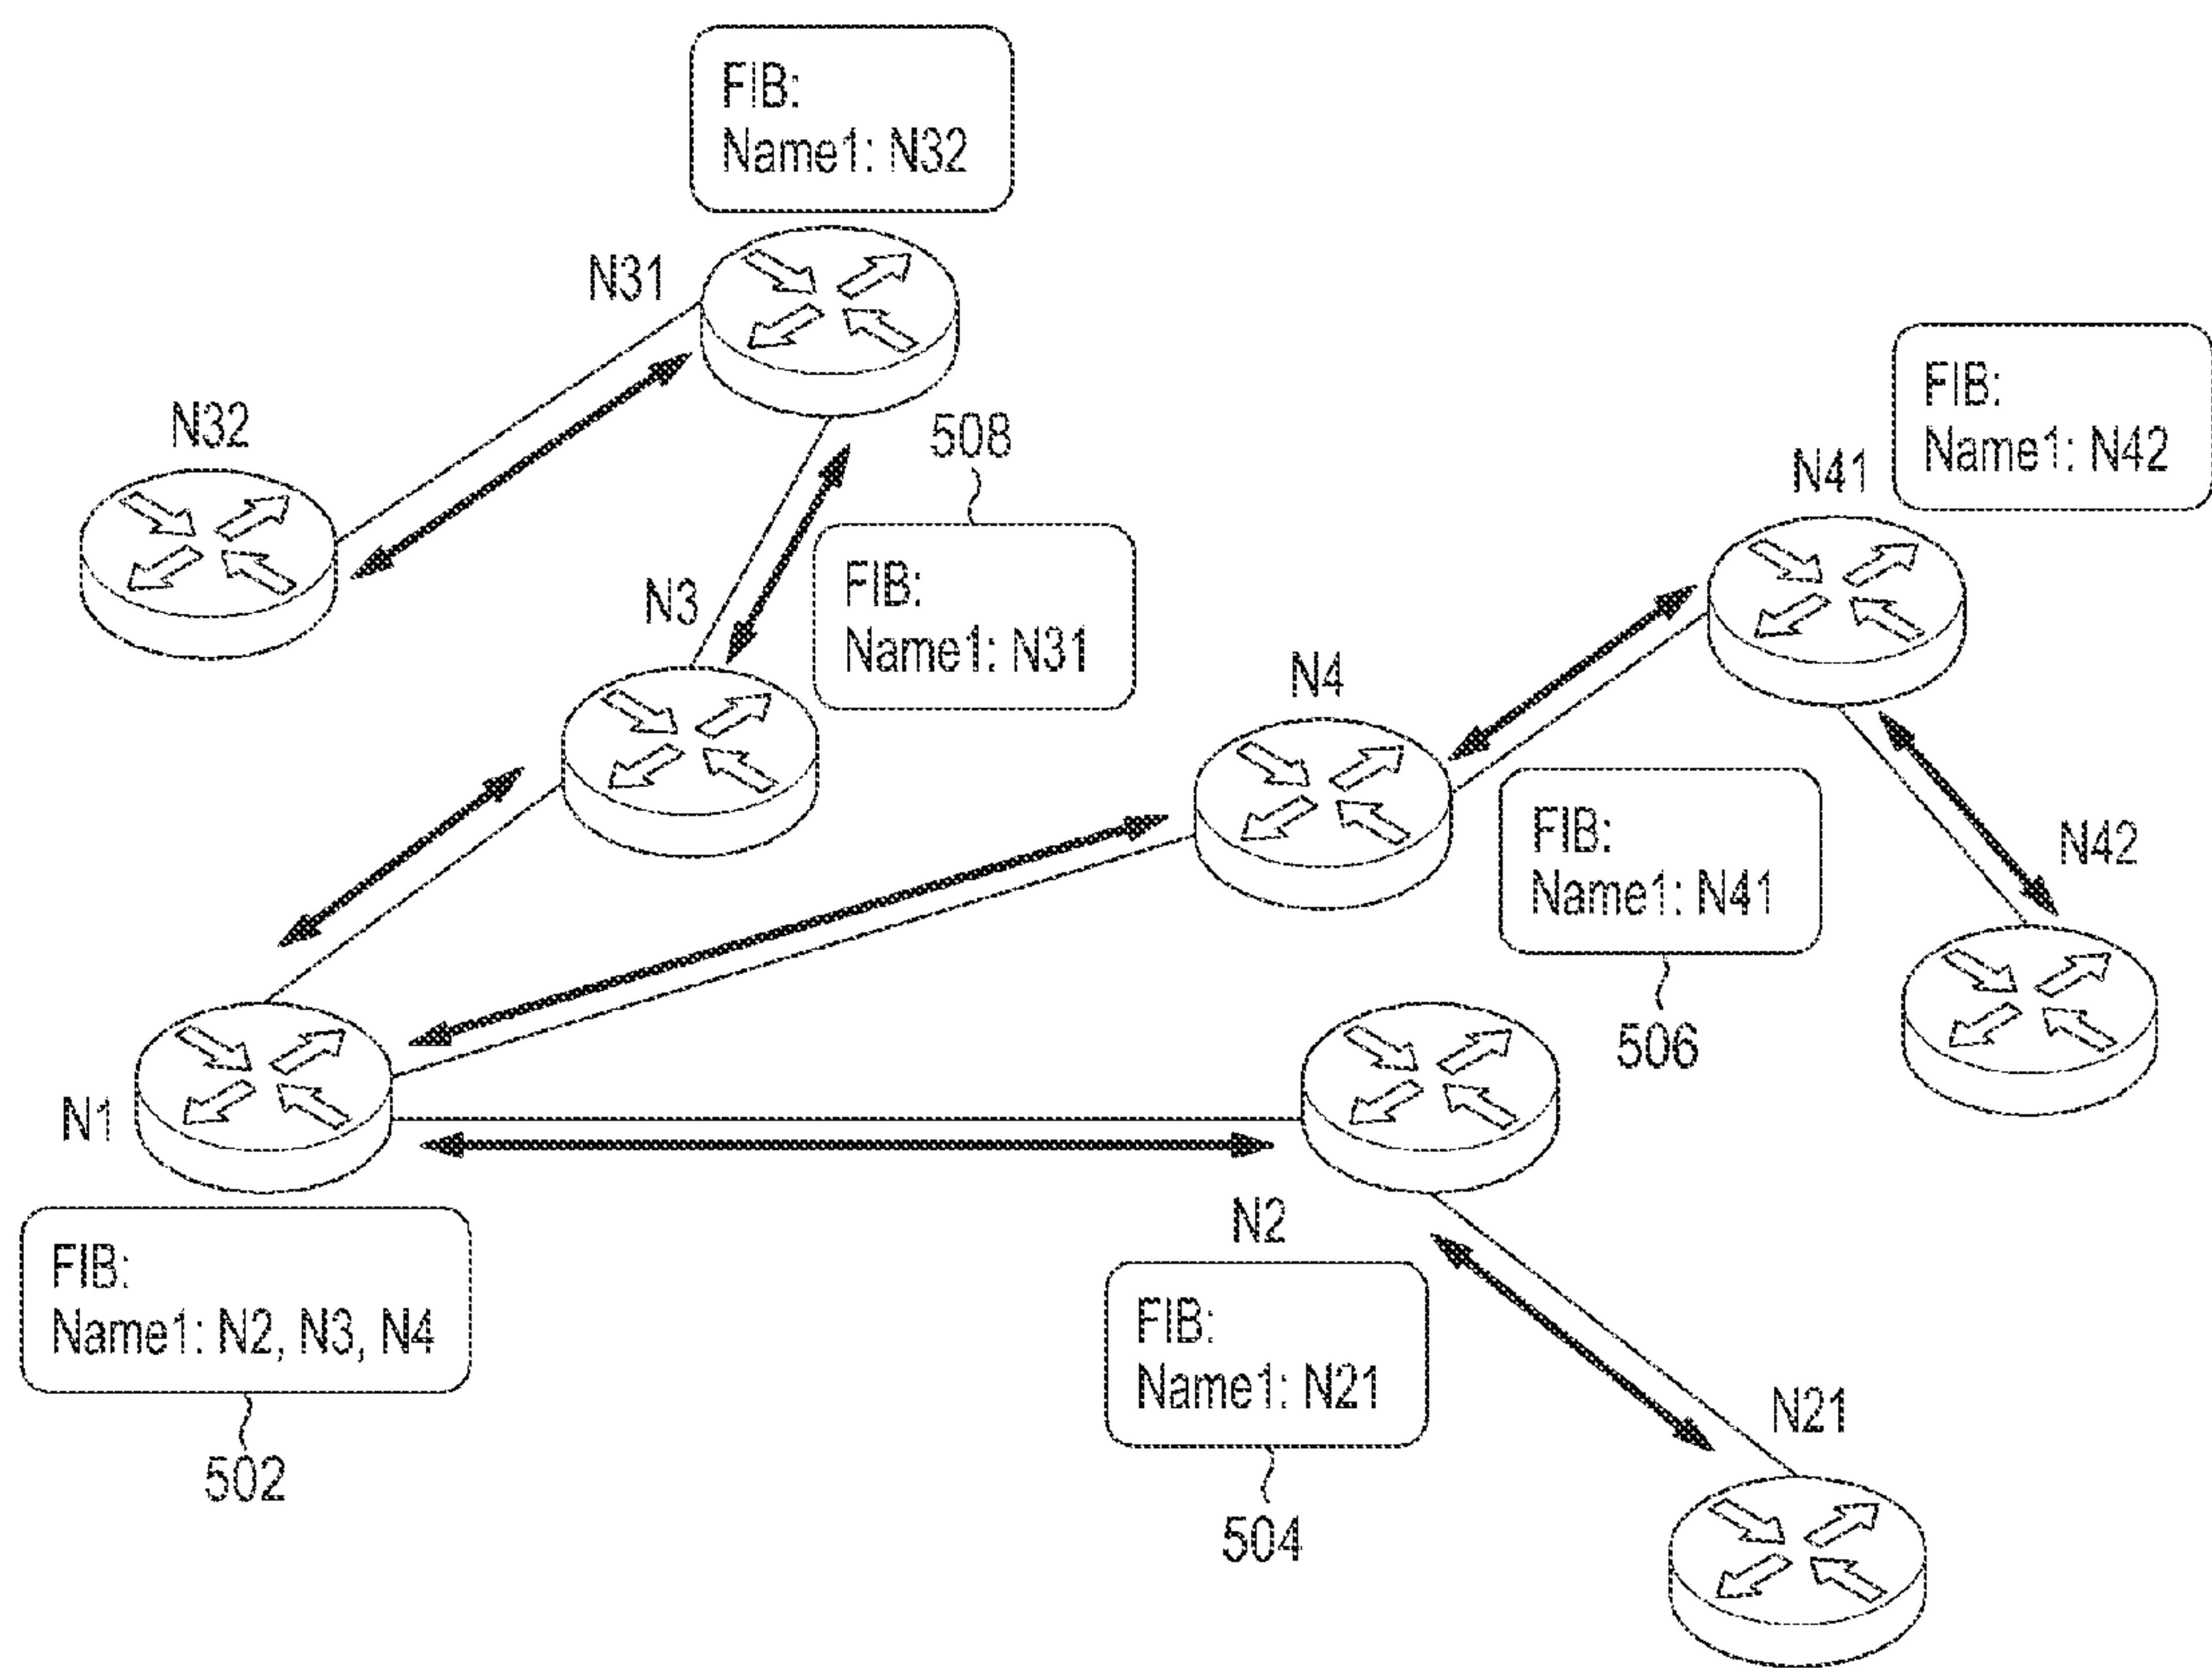 FIB:
Name1: N32
N31
N32
508
FIB:
Name1: N42
N41
FIB:
Name1: N31
N3
N4
FIB:
Name1: N41
N42
506
N1
FIB:
Name1: N2, N3, N4
502
N2
FIB:
Name1: N21
504
N21